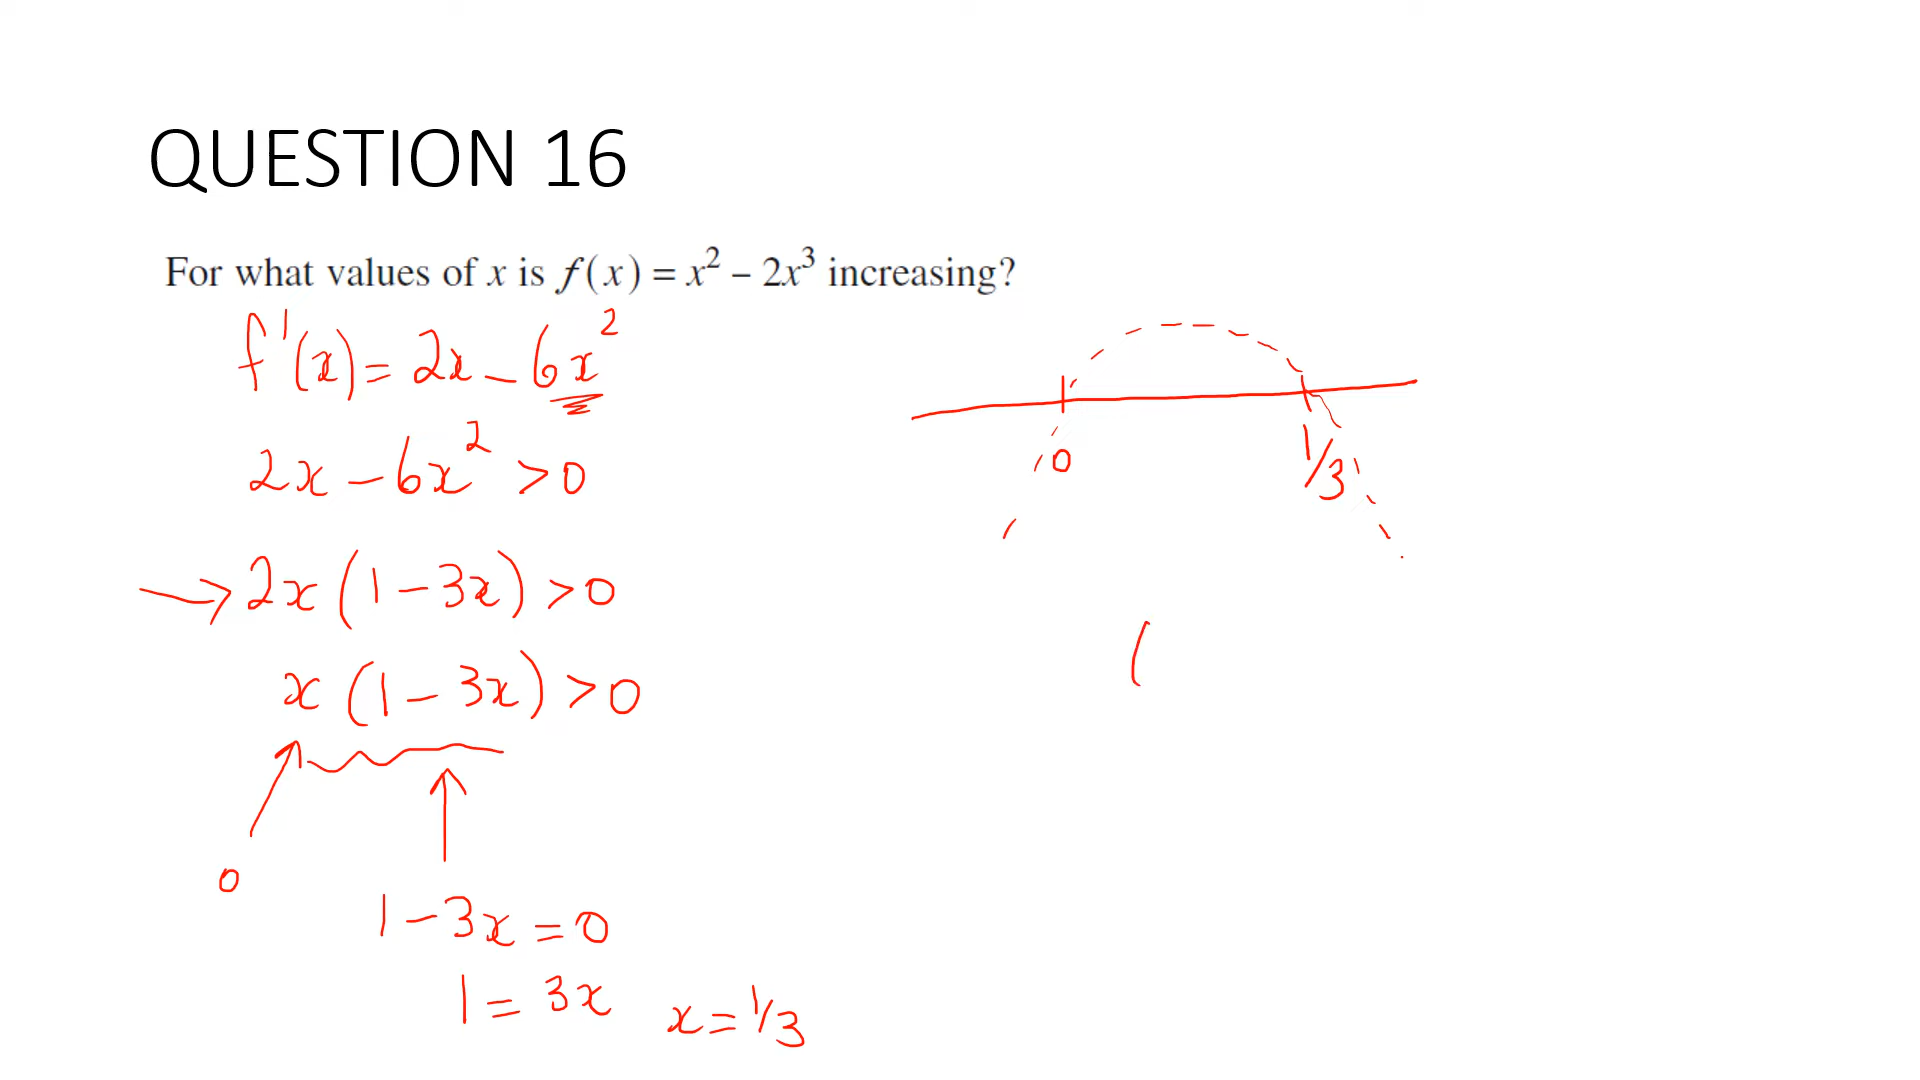 QUESTION 16
For what values of x is f(x) = x² – 2x³ increasing?
f'(x) = 2x – 6x²
2x – 6x² > 0
2x(1 – 3x) > 0
x(1 – 3x) > 0
0
1 – 3x = 0
1 = 3x x = 1/3
0 1/3
(